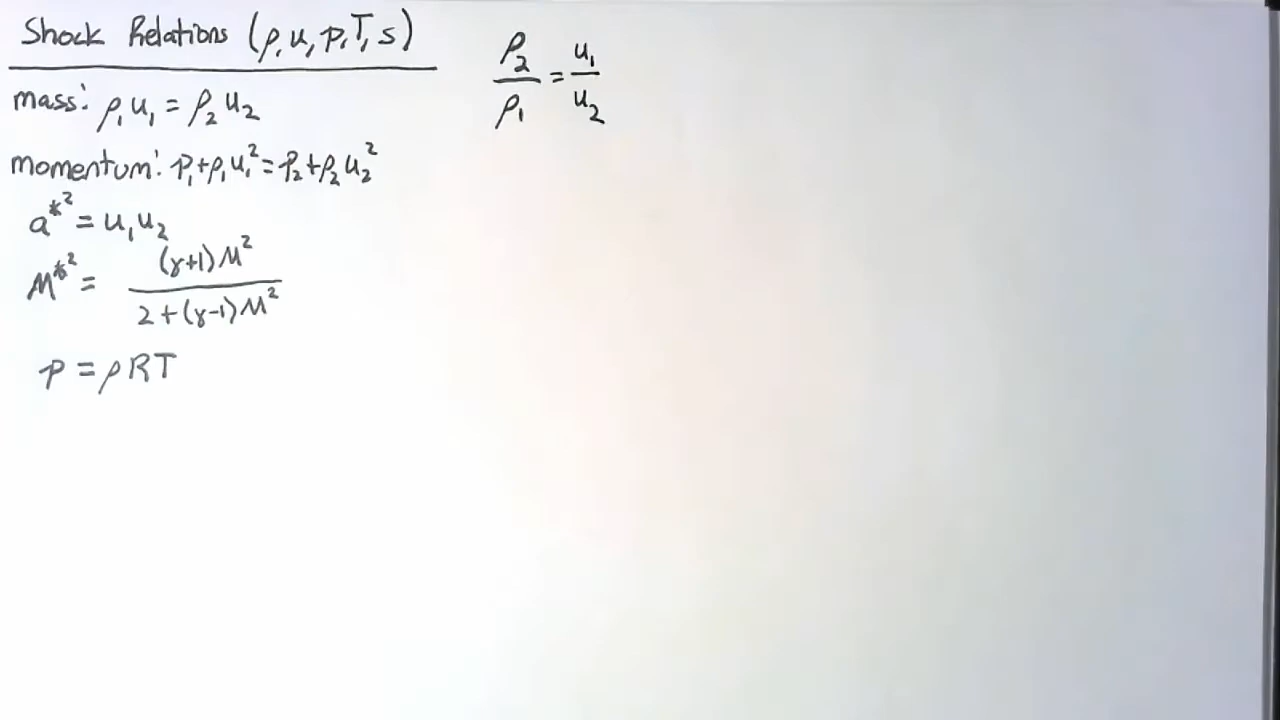 Shock Relations (ρ, u, p, T, s)
mass: ρ₁u₁ = ρ₂u₂
momentum: p₁+ρ₁u₁² = p₂+ρ₂u₂²
a*² = u₁u₂
M*² = (γ+1)M² / 2+(γ-1)M²
p = ρRT
ρ₂/ρ₁ = u₁/u₂